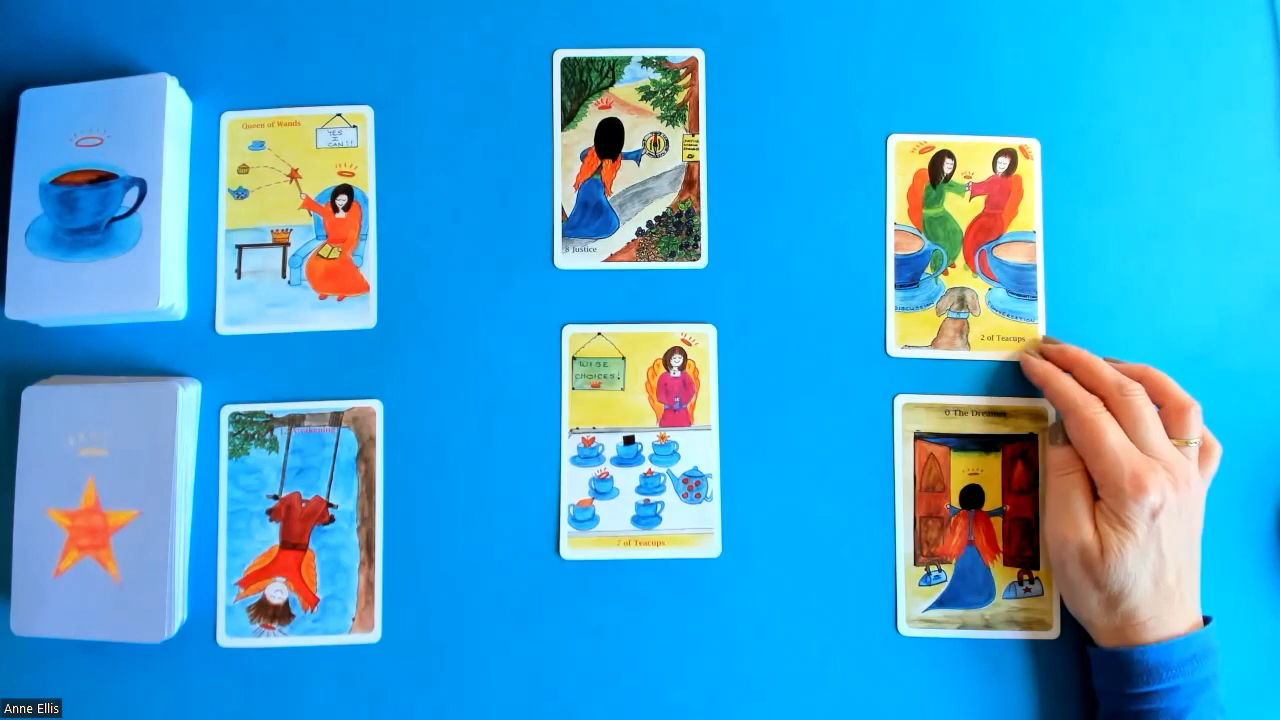 Queen of Wands
YES
I
CAN!!
8 Justice
2 of Teacups
Awakening
WISE
CHOICES!
7 of Teacups
0 The Dreamer
Anne Ellis